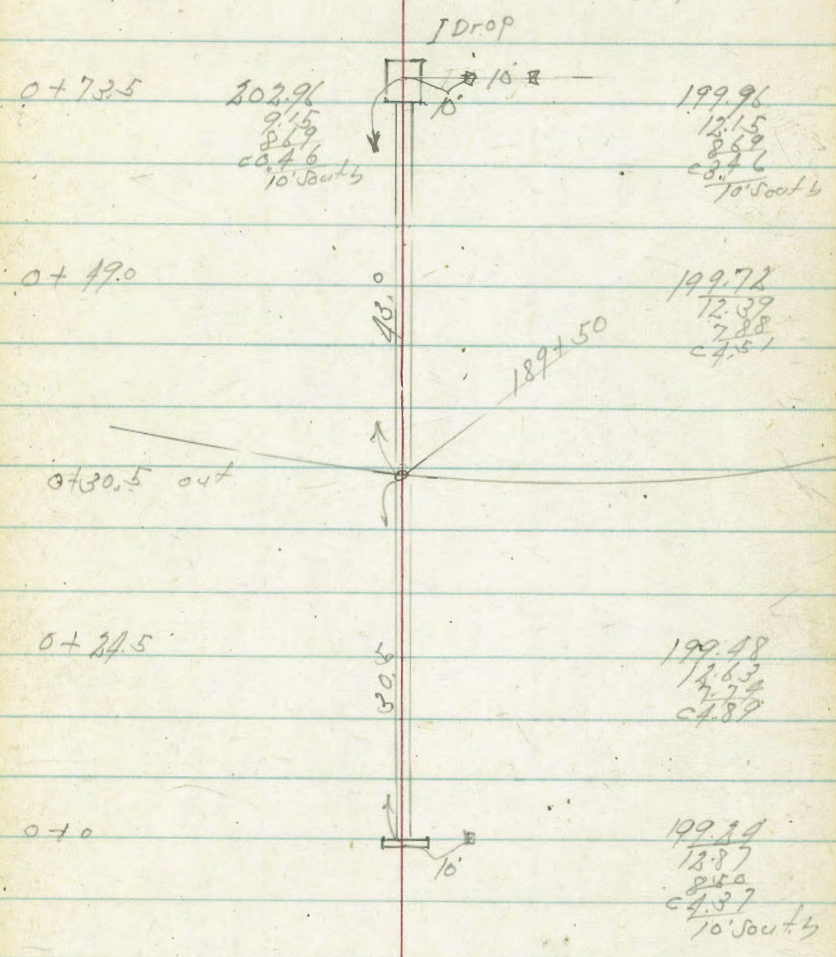 I Drop
0+73.5
202.96
9.15
8.69
c0.46
10' South
10'
10'
199.96
12.15
8.69
c3.46
10' South
0+49.0
43.0
199.72
12.39
7.88
c4.51
189+50
0+30.5 out
0+24.5
30.5
199.48
12.63
7.74
c4.89
0+0
10'
199.24
12.87
8.50
c4.37
10' South